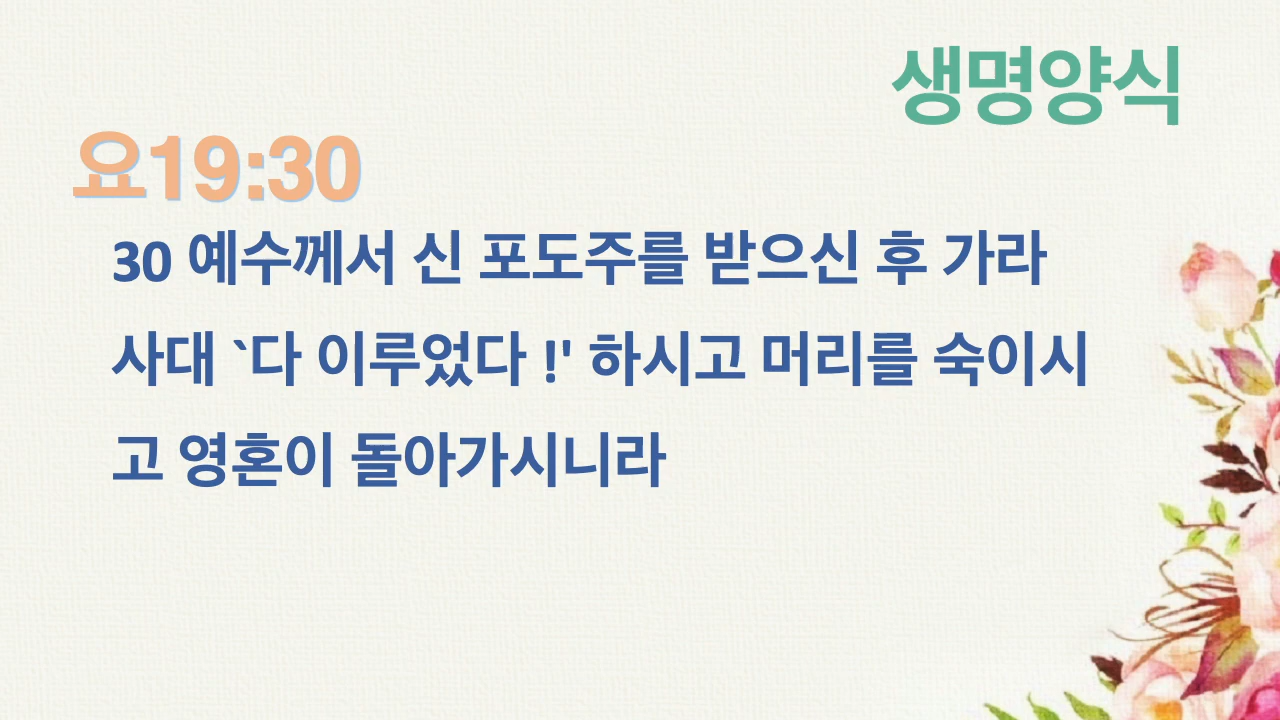 생명양식
요19:30
30 예수께서 신 포도주를 받으신 후 가라
사대 `다 이루었다 !' 하시고 머리를 숙이시
고 영혼이 돌아가시니라